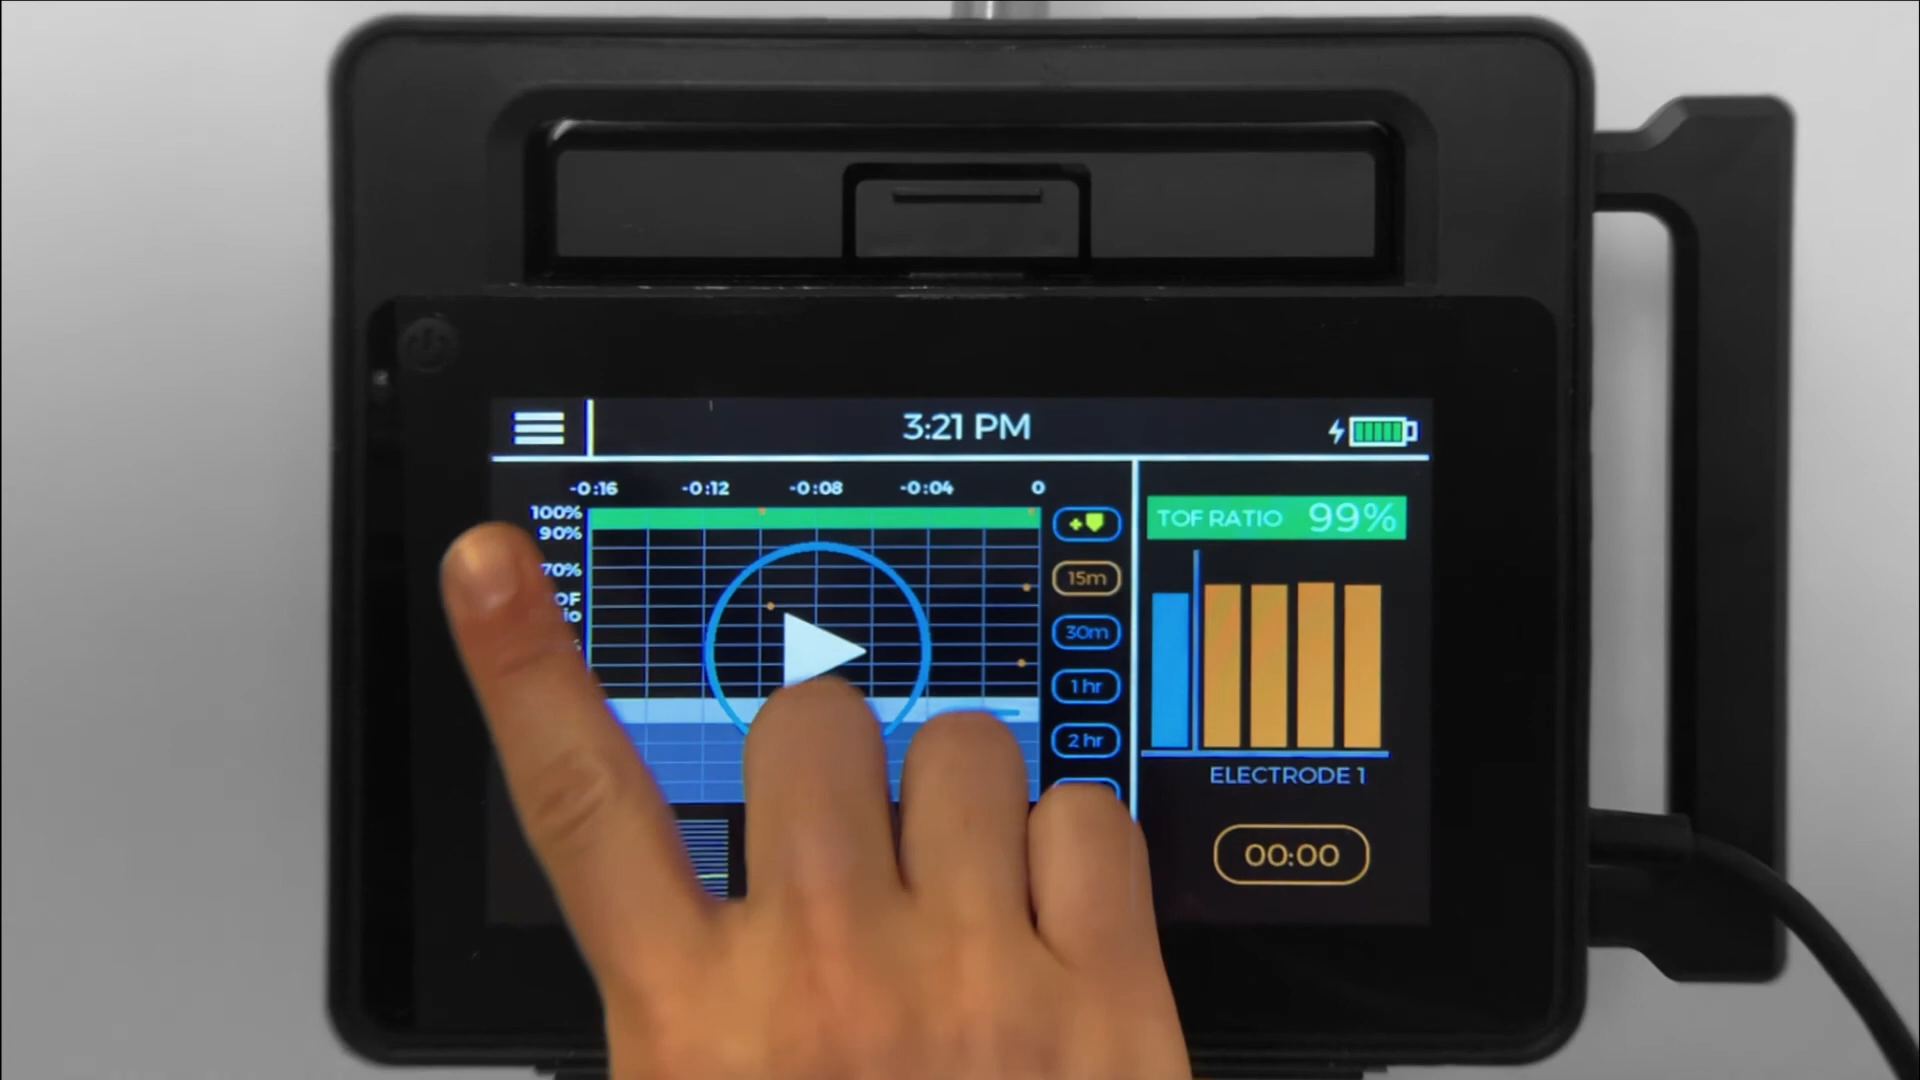 3:21 PM
-0:16 -0:12 -0:08 -0:04 0
100%
90%
70%
15m
30m
1 hr
2 hr
TOF RATIO 99%
ELECTRODE 1
00:00